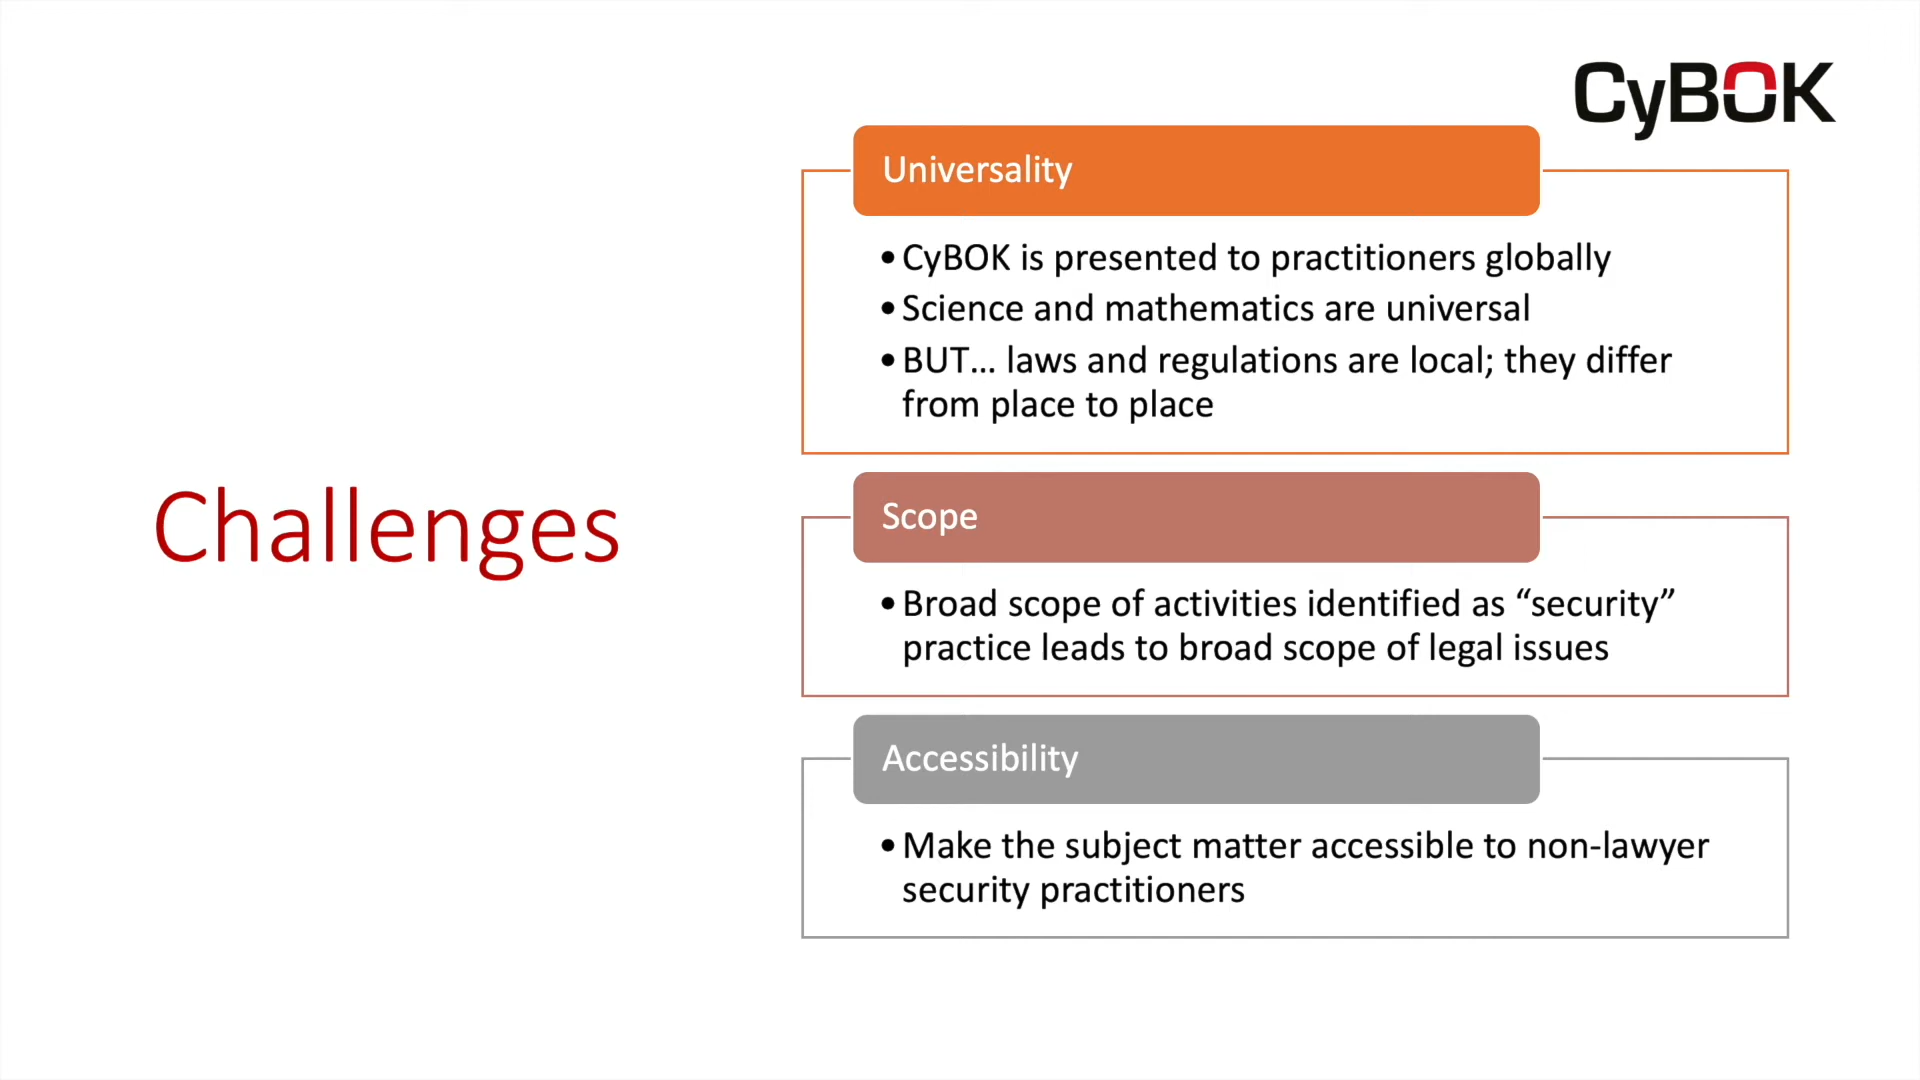 CyBOK
Challenges
Universality
•CyBOK is presented to practitioners globally
•Science and mathematics are universal
•BUT... laws and regulations are local; they differ
from place to place
Scope
•Broad scope of activities identified as “security”
practice leads to broad scope of legal issues
Accessibility
•Make the subject matter accessible to non-lawyer
security practitioners